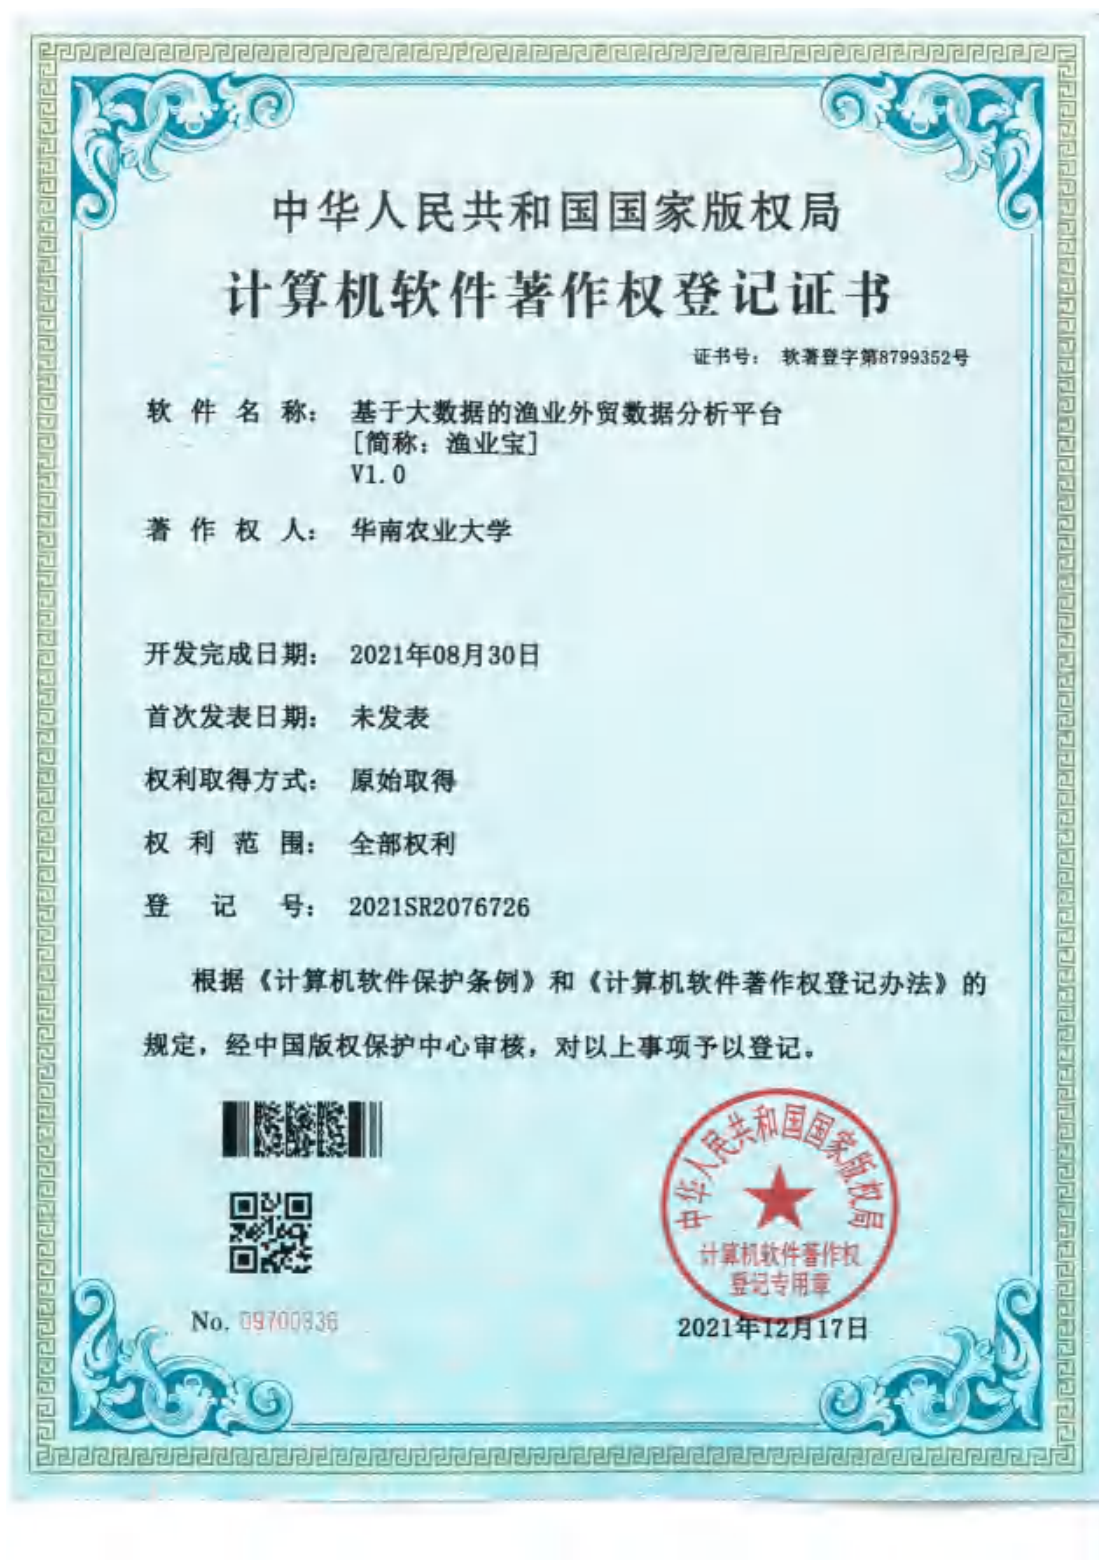 中华人民共和国国家版权局
计算机软件著作权登记证书
证书号： 软著登字第8799352号
软件名称： 基于大数据的渔业外贸数据分析平台
[简称：渔业宝]
V1.0
著作权人： 华南农业大学
开发完成日期： 2021年08月30日
首次发表日期： 未发表
权利取得方式： 原始取得
权利范围： 全部权利
登记号： 2021SR2076726
根据《计算机软件保护条例》和《计算机软件著作权登记办法》的
规定，经中国版权保护中心审核，对以上事项予以登记。
中华人民共和国国家版权局
计算机软件著作权
登记专用章
No. 09700936
2021年12月17日